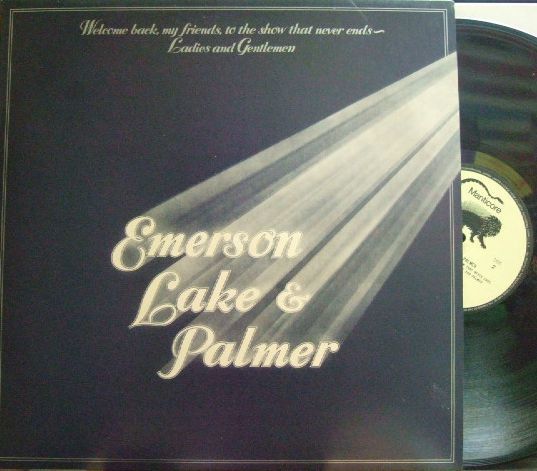 Welcome back, my friends, to the show that never ends~
Ladies and Gentlemen
Emerson
Lake &
Palmer
Manticore